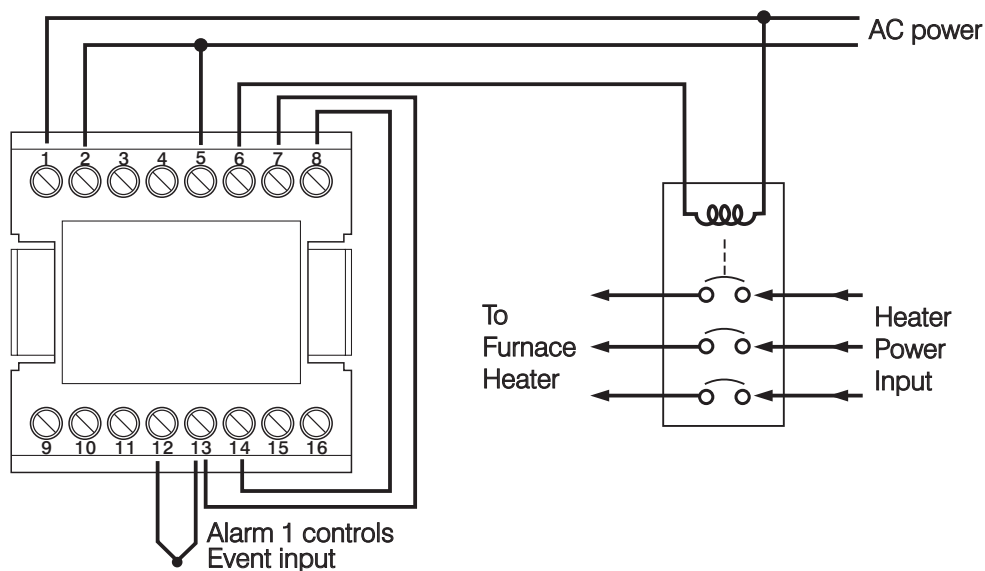 AC power
1 2 3 4 5 6 7 8
To
Furnace
Heater
Heater
Power
Input
9 10 11 12 13 14 15 16
Alarm 1 controls
Event input